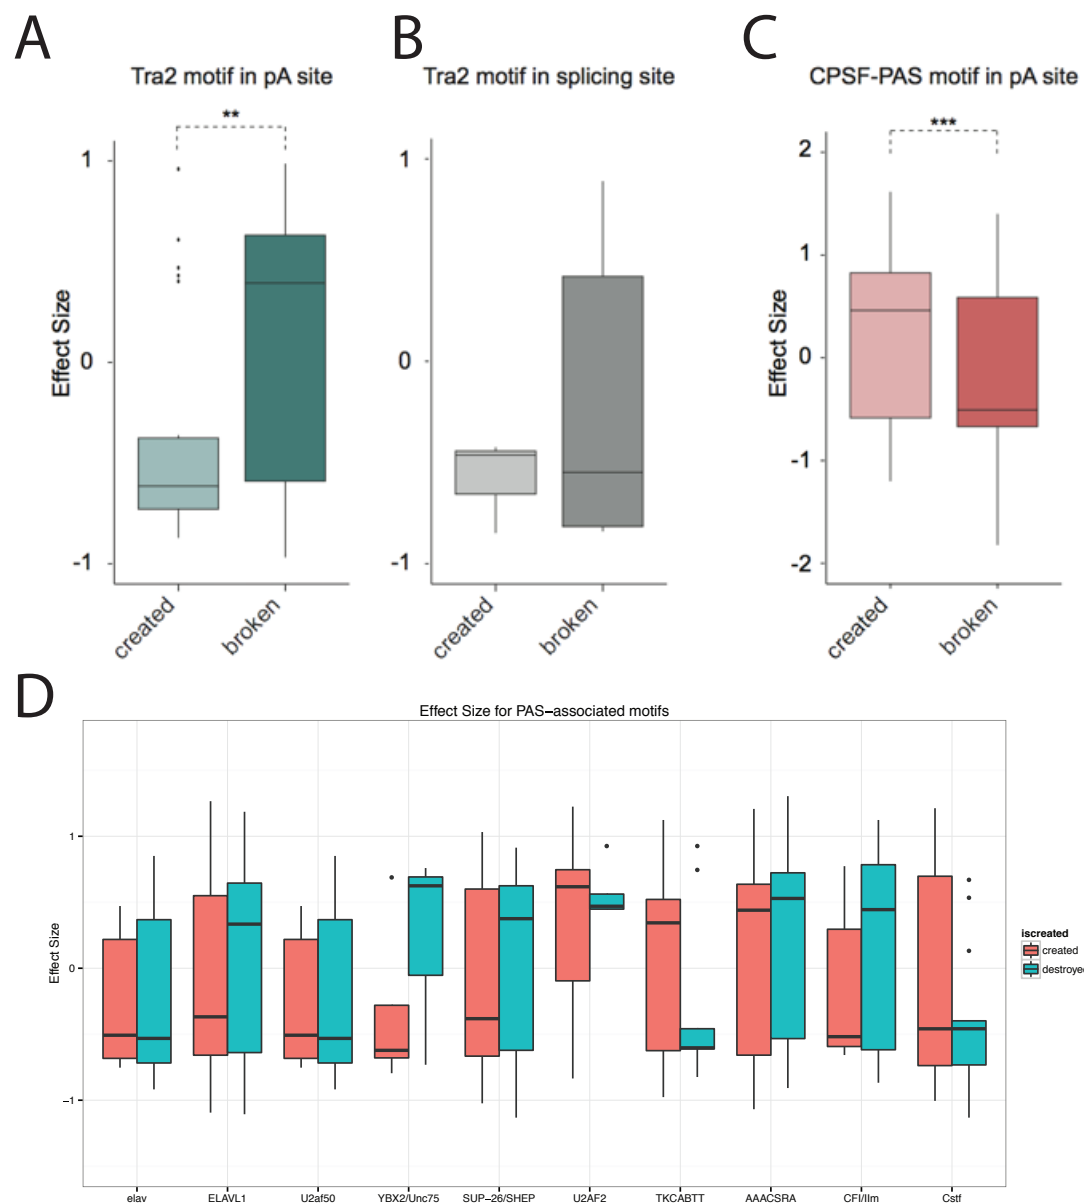 A
B
C
Tra2 motif in pA site
Tra2 motif in splicing site
CPSF-PAS motif in pA site
**
***
Effect Size
1
0
-1
created
broken
1
0
-1
created
broken
Effect Size
2
1
0
-1
-2
created
broken
D
Effect Size for PAS−associated motifs
Effect Size
1
0
−1
elav
ELAVL1
U2af50
YBX2/Unc75
SUP−26/SHEP
U2AF2
TKCABTT
AAACSRA
CFI/IIm
Cstf
iscreated
created
destroye